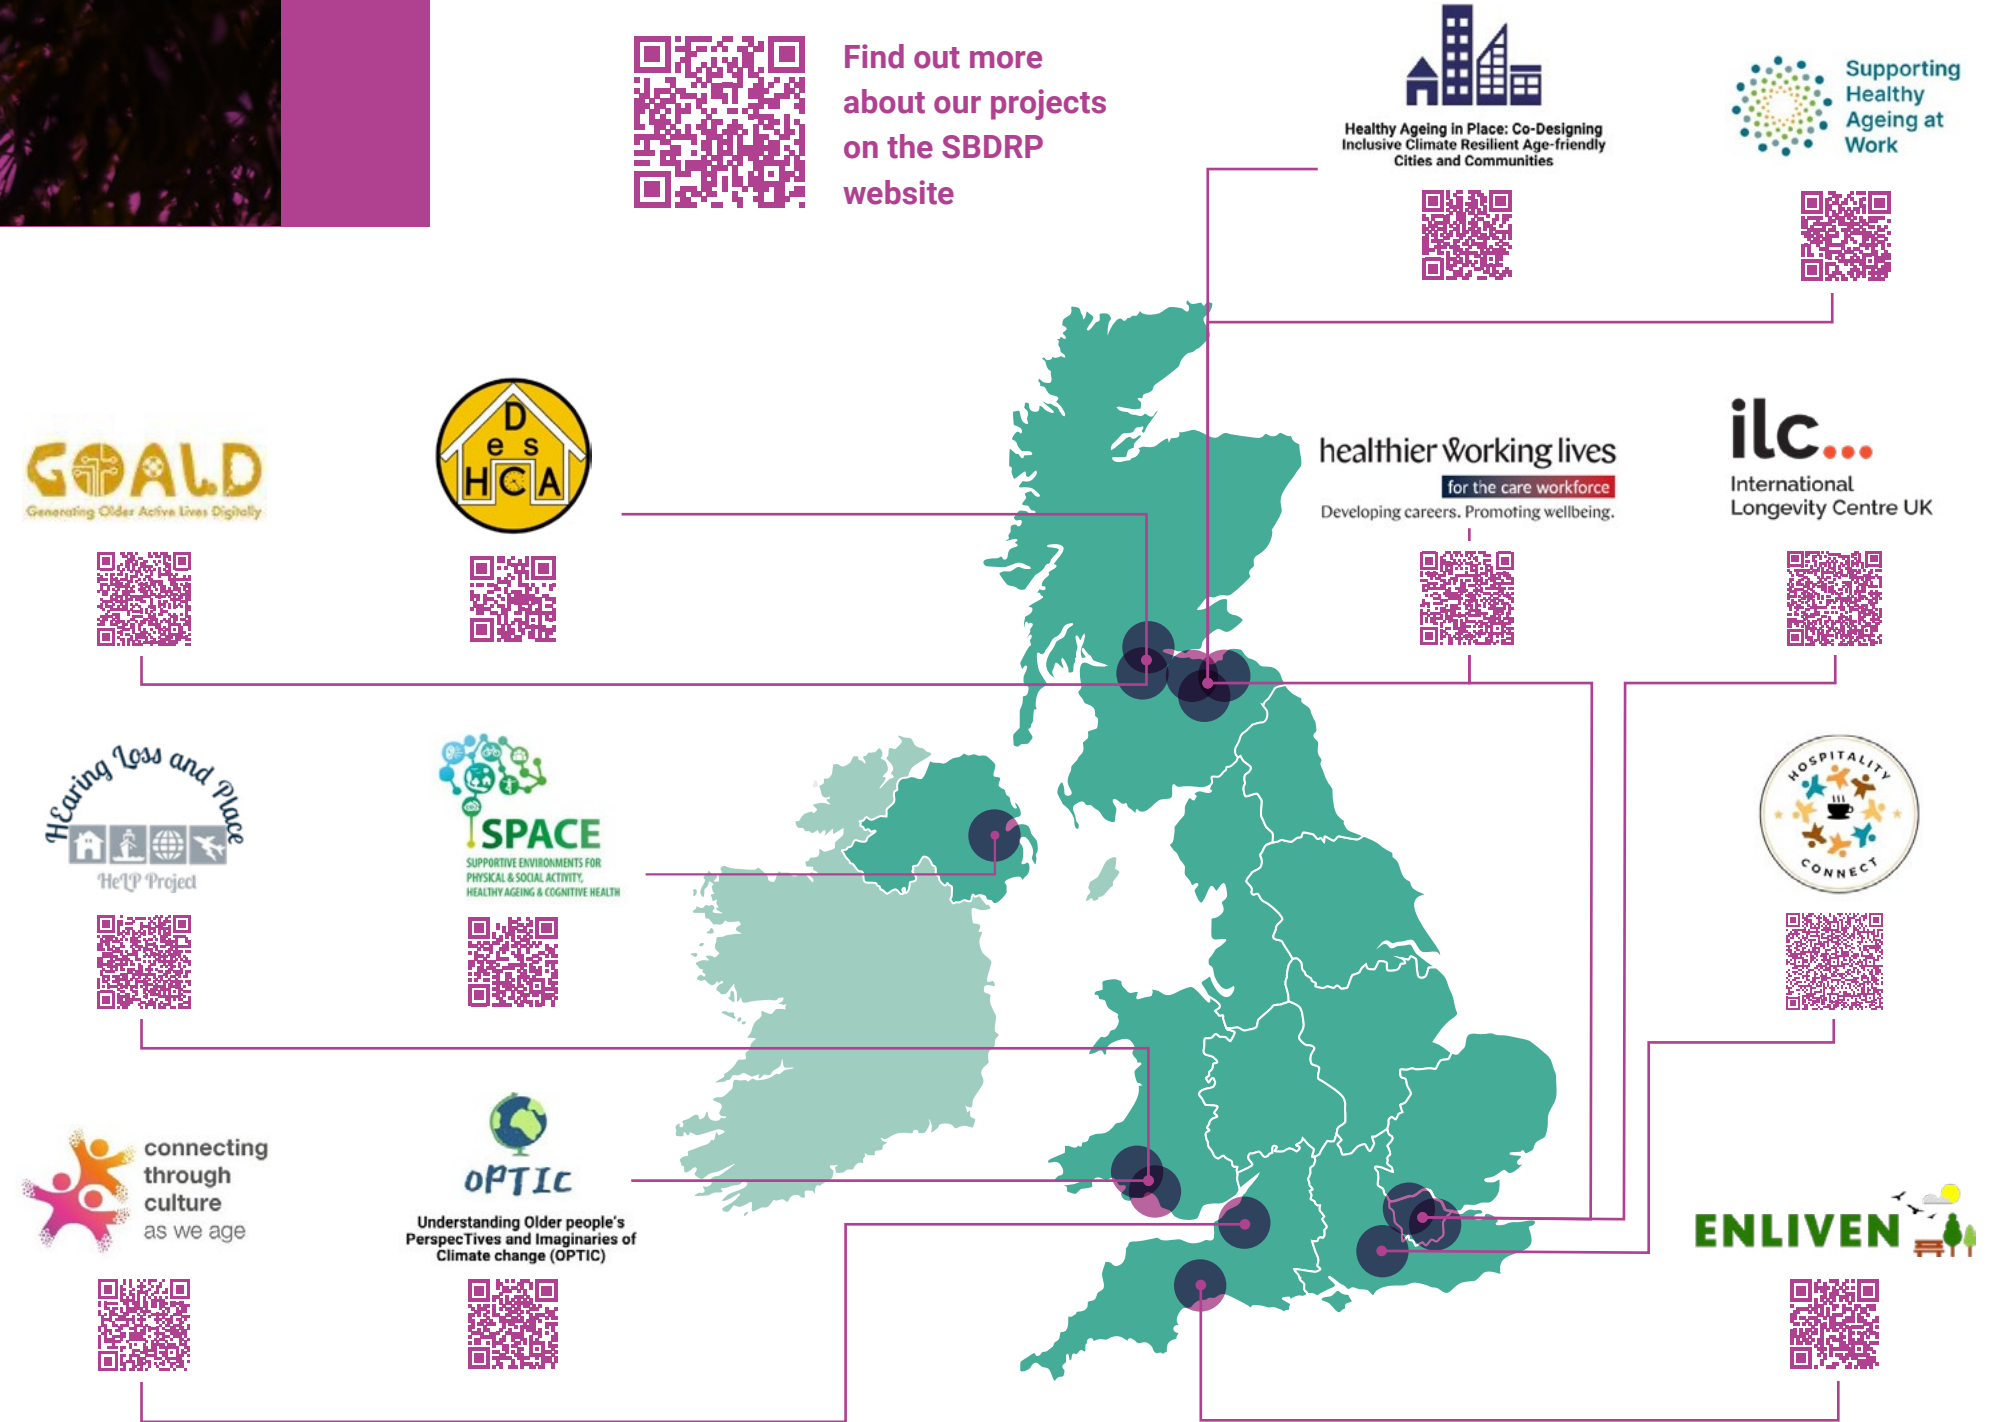 Find out more
about our projects
on the SBDRP
website
Healthy Ageing in Place: Co-Designing
Inclusive Climate Resilient Age-friendly
Cities and Communities
Supporting
Healthy
Ageing at
Work
GOALD
Generating Older Active Lives Digitally
D
e s
HCA
healthier working lives
for the care workforce
Developing careers. Promoting wellbeing.
ilc...
International
Longevity Centre UK
HEaring Loss and Place
HeLP Project
SPACE
SUPPORTIVE ENVIRONMENTS FOR
PHYSICAL & SOCIAL ACTIVITY,
HEALTHY AGEING & COGNITIVE HEALTH
HOSPITALITY
CONNECT
connecting
through
culture
as we age
OPTIC
Understanding Older people's
PerspecTives and Imaginaries of
Climate change (OPTIC)
ENLIVEN